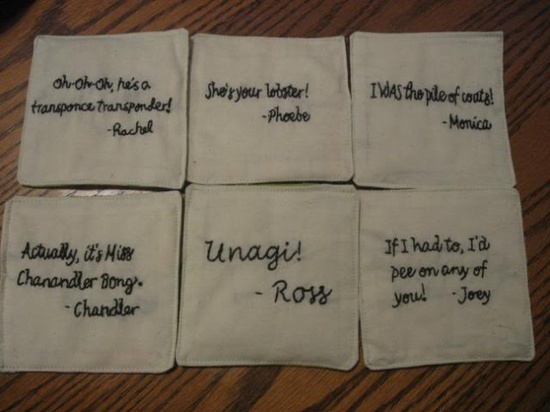 Oh-Oh-Oh, he's a
transponce transponder!
-Rachel
She's your lobster!
-Phoebe
I WAS the pile of coats!
-Monica
Actually, it's Miss
Chanandler Bong.
- Chandler
Unagi!
- Ross
If I had to, I'd
pee on any of
you! - Joey